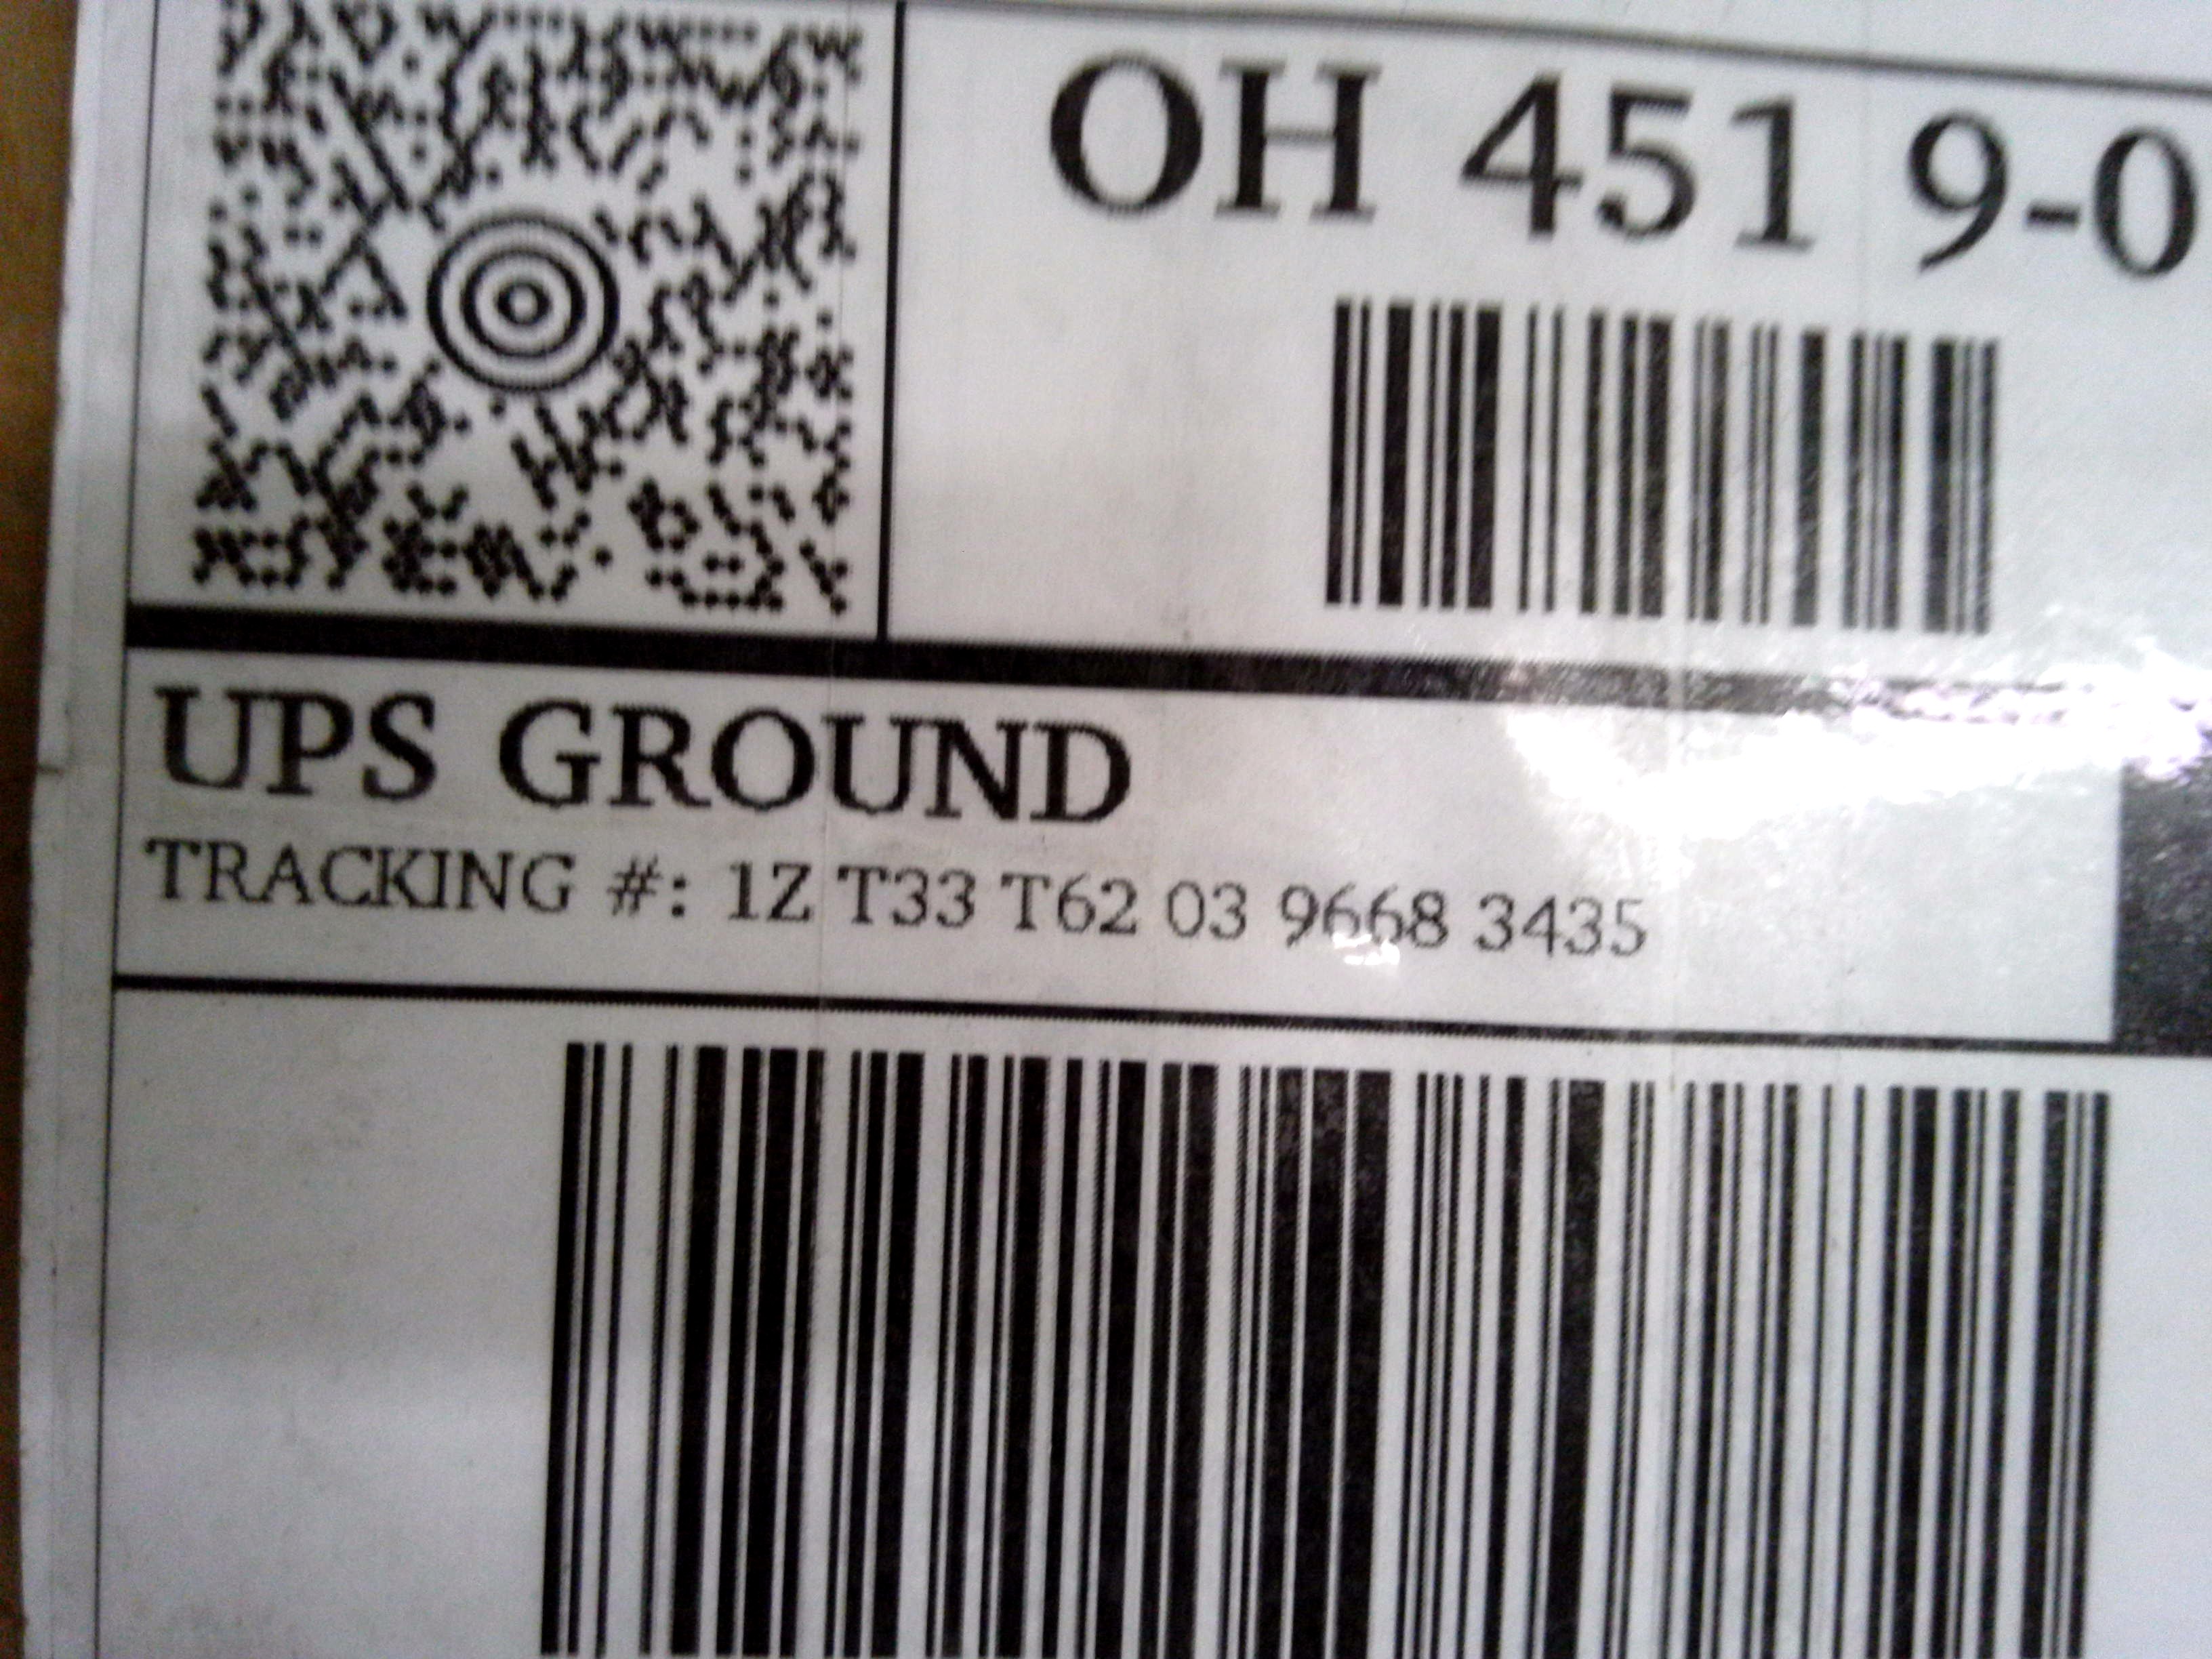 OH 451 9-0
UPS GROUND
TRACKING #: 1Z T33 T62 03 9668 3435